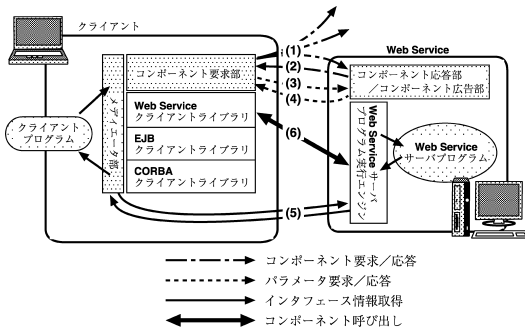 クライアント
コンポーネント要求部
Web Service
クライアントライブラリ
EJB
クライアントライブラリ
CORBA
クライアントライブラリ
メディエータ部
クライアント
プログラム
(1)
(2)
(3)
(4)
(6)
(5)
Web Service
コンポーネント応答部
/コンポーネント広告部
Web Service サーバ
プログラム実行エンジン
Web Service
サーバプログラム
コンポーネント要求/応答
パラメータ要求/応答
インタフェース情報取得
コンポーネント呼び出し